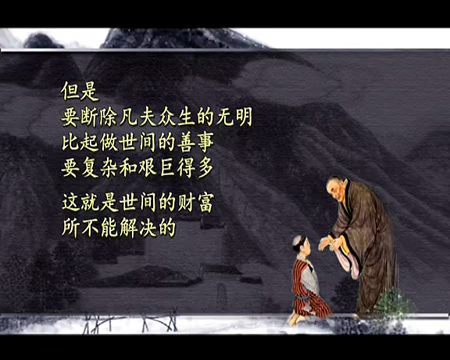 但是
要断除凡夫众生的无明
比起做世间的善事
要复杂和艰巨得多
这就是世间的财富
所不能解决的